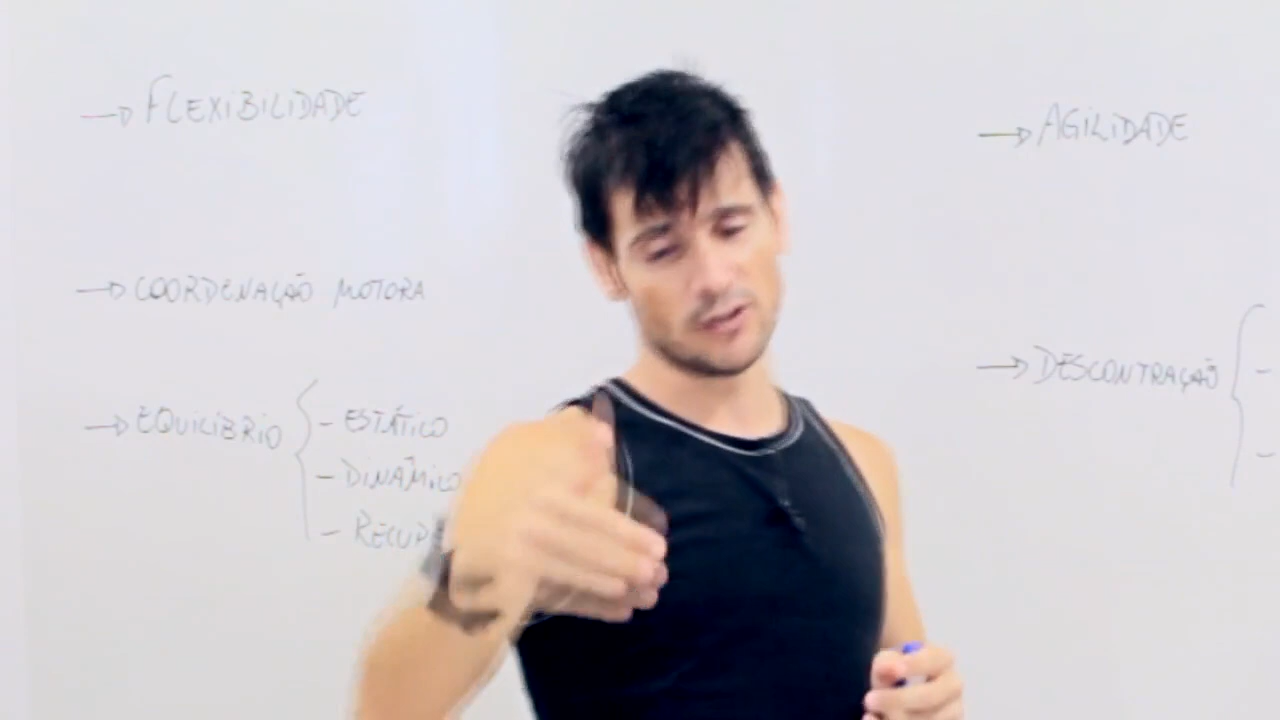 → FLEXIBILIDADE
→ COORDENAÇÃO MOTORA
→ EQUILÍBRIO
- ESTÁTICO
- DINÂMICO
→ AGILIDADE
→ DESCONTRAÇÃO